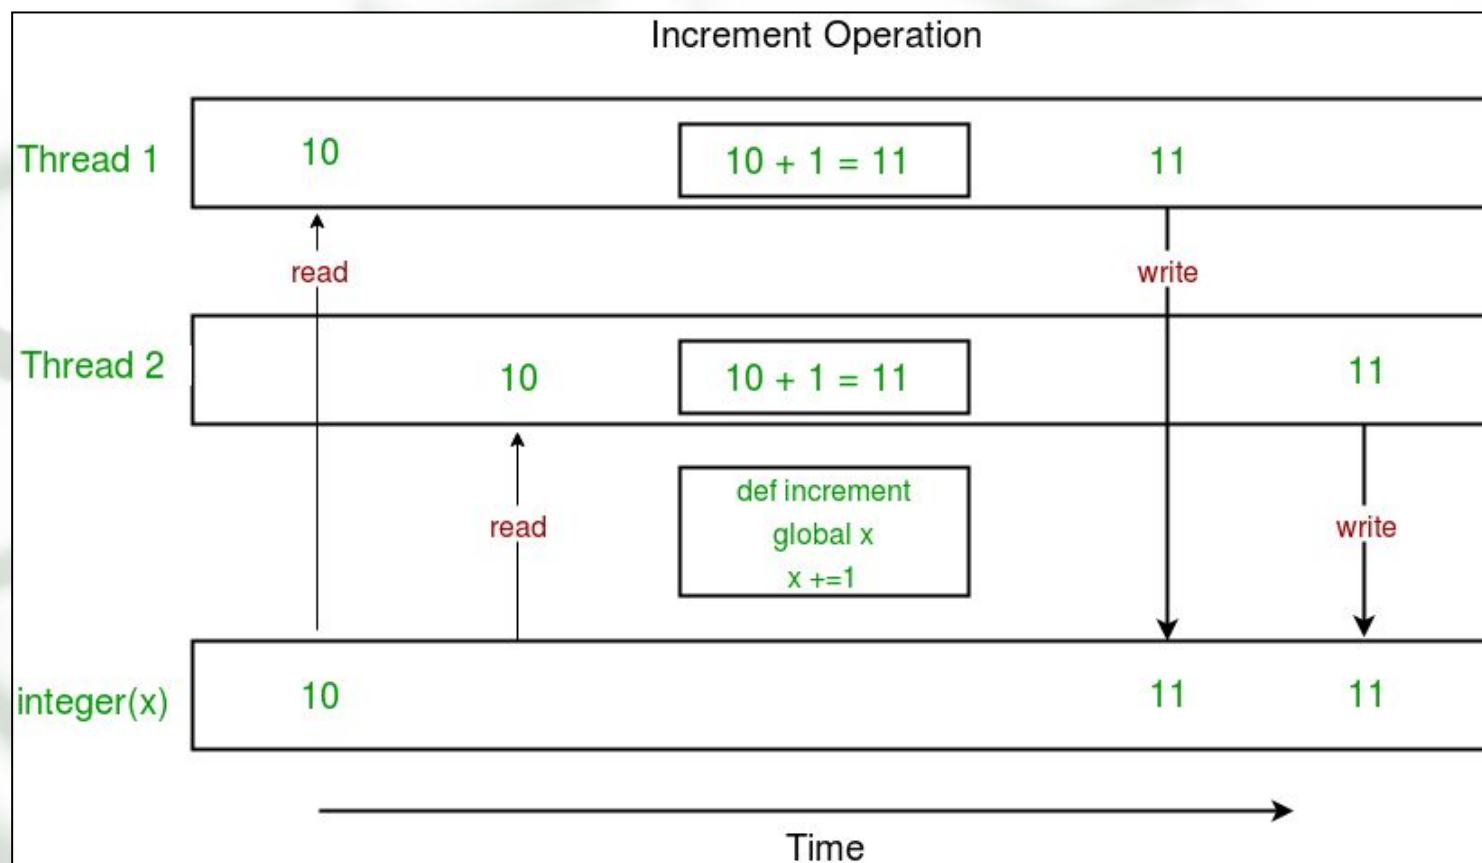 Increment Operation
Thread 1
10
10 + 1 = 11
11
read
write
Thread 2
10
10 + 1 = 11
11
def increment
global x
x +=1
read
write
integer(x)
10
11
11
Time